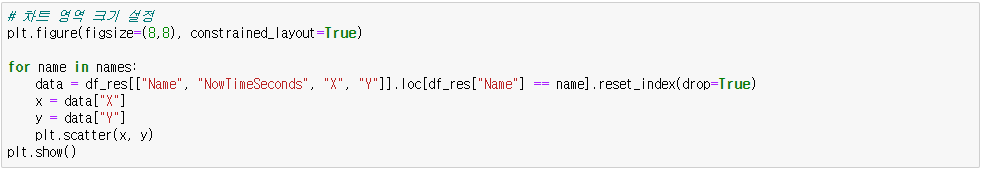 # 차트 영역 크기 설정
plt.figure(figsize=(8,8), constrained_layout=True)

for name in names:
    data = df_res[["Name", "NowTimeSeconds", "X", "Y"]].loc[df_res["Name"] == name].reset_index(drop=True)
    x = data["X"]
    y = data["Y"]
    plt.scatter(x, y)
plt.show()